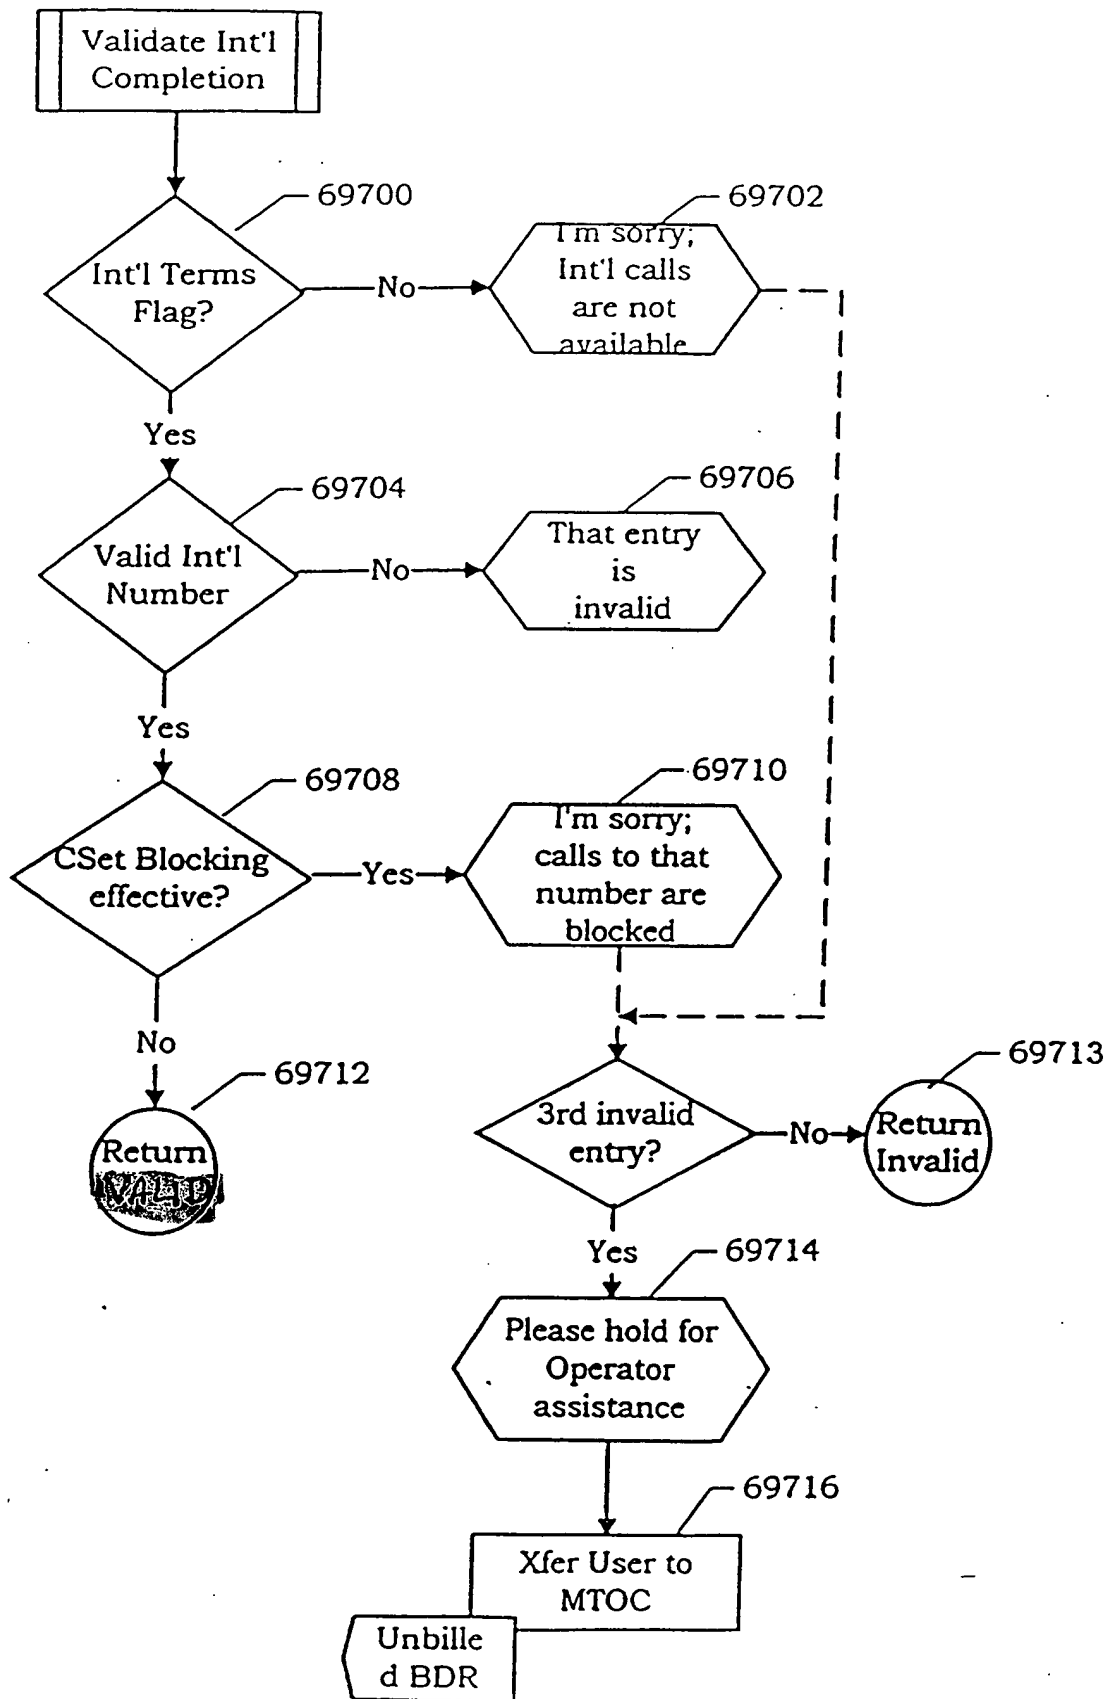 Validate Int'l
Completion
69700
69702
Int'l Terms
Flag?
No
I'm sorry;
Int'l calls
are not
available
Yes
69704
69706
Valid Int'l
Number
No
That entry
is
invalid
Yes
69708
69710
CSet Blocking
effective?
Yes
I'm sorry;
calls to that
number are
blocked
No
69712
69713
Return
VALID
3rd invalid
entry?
No
Return
Invalid
Yes
69714
Please hold for
Operator
assistance
69716
Xfer User to
MTOC
Unbille
d BDR